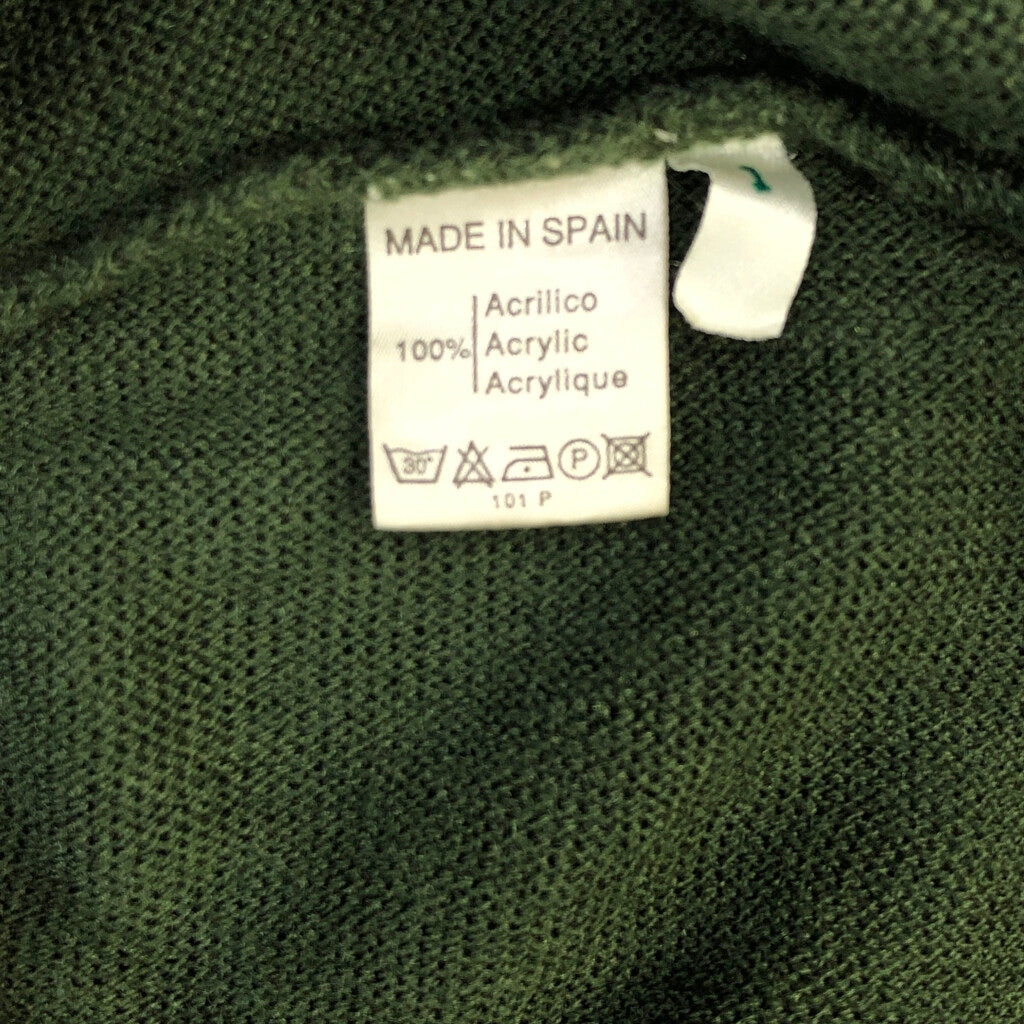 MADE IN SPAIN
Acrilico
100% Acrylic
Acrylique
30° P
101 P